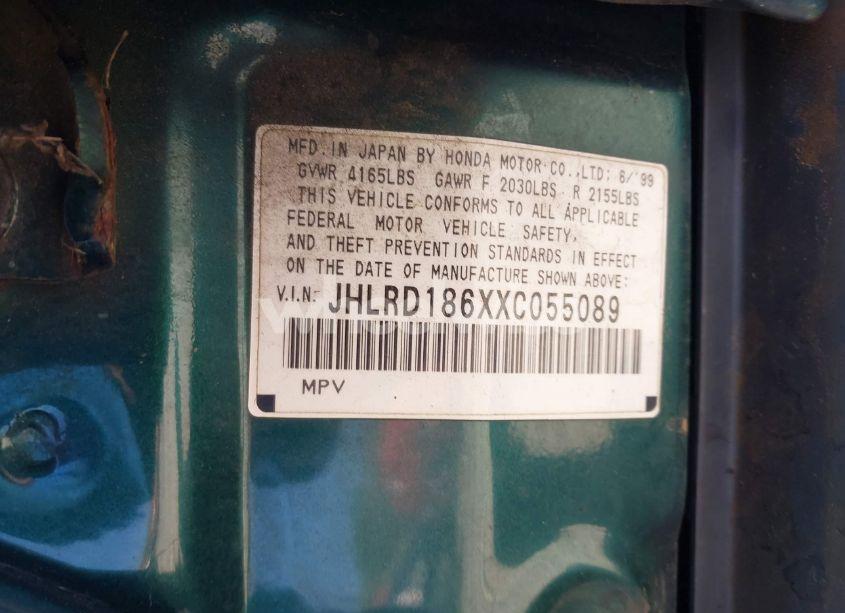 MFD. IN JAPAN BY HONDA MOTOR CO.,LTD: 6/'99
GVWR 4165LBS GAWR F 2030LBS R 2155LBS
THIS VEHICLE CONFORMS TO ALL APPLICABLE
FEDERAL MOTOR VEHICLE SAFETY,
AND THEFT PREVENTION STANDARDS IN EFFECT
ON THE DATE OF MANUFACTURE SHOWN ABOVE:
V.I.N: JHLRD186XXC055089
MPV